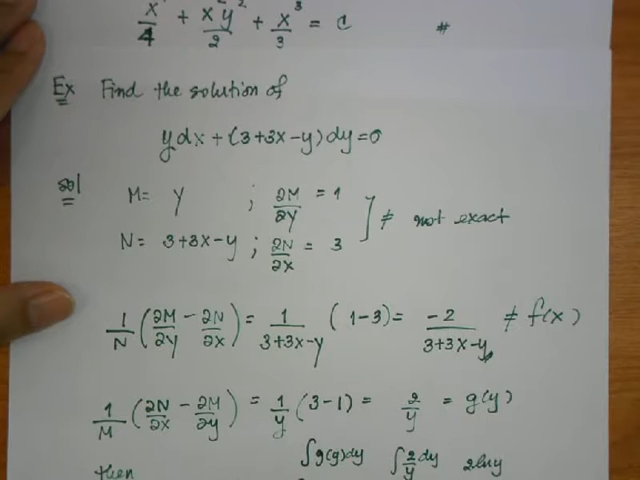 x/4 + x²y²/2 + x³/3 = c #
Ex Find the solution of
ydx + (3+3x-y)dy = 0
sol M = y ; ∂M/∂y = 1
N = 3+3x-y ; ∂N/∂x = 3 ] ≠ not exact
1/N (∂M/∂y - ∂N/∂x) = 1/(3+3x-y) (1-3) = -2/(3+3x-y) ≠ f(x)
1/M (∂N/∂x - ∂M/∂y) = 1/y (3-1) = 2/y = g(y)
then ∫g(y)dy ∫2/y dy 2lny